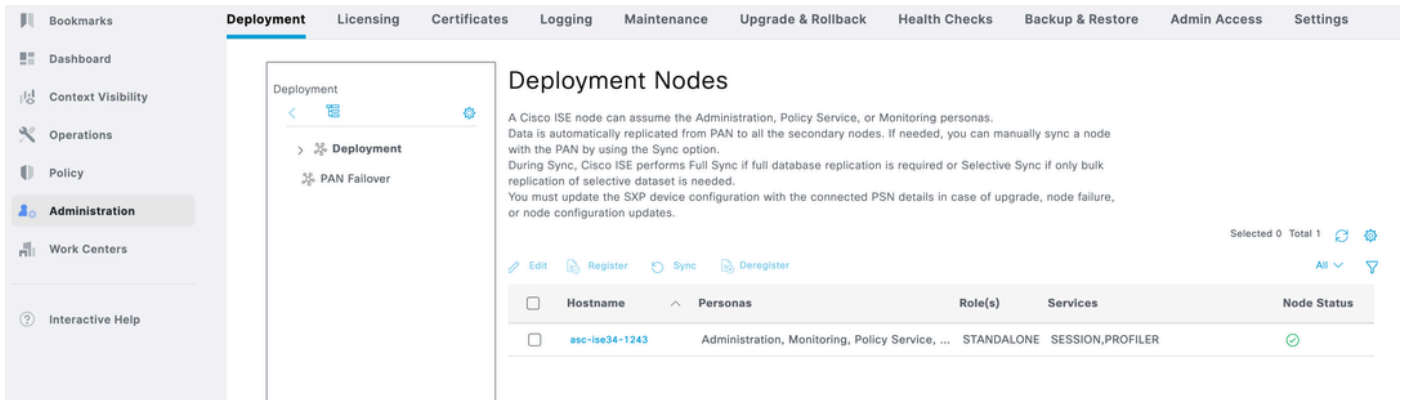 Bookmarks
Dashboard
Context Visibility
Operations
Policy
Administration
Work Centers
Interactive Help
Deployment Licensing Certificates Logging Maintenance Upgrade & Rollback Health Checks Backup & Restore Admin Access Settings
Deployment
Deployment
PAN Failover
Deployment Nodes
A Cisco ISE node can assume the Administration, Policy Service, or Monitoring personas.
Data is automatically replicated from PAN to all the secondary nodes. If needed, you can manually sync a node
with the PAN by using the Sync option.
During Sync, Cisco ISE performs Full Sync if full database replication is required or Selective Sync if only bulk
replication of selective dataset is needed.
You must update the SXP device configuration with the connected PSN details in case of upgrade, node failure,
or node configuration updates.
Selected 0 Total 1
Edit Register Sync Deregister All
Hostname Personas Role(s) Services Node Status
asc-ise34-1243 Administration, Monitoring, Policy Service, ... STANDALONE SESSION,PROFILER